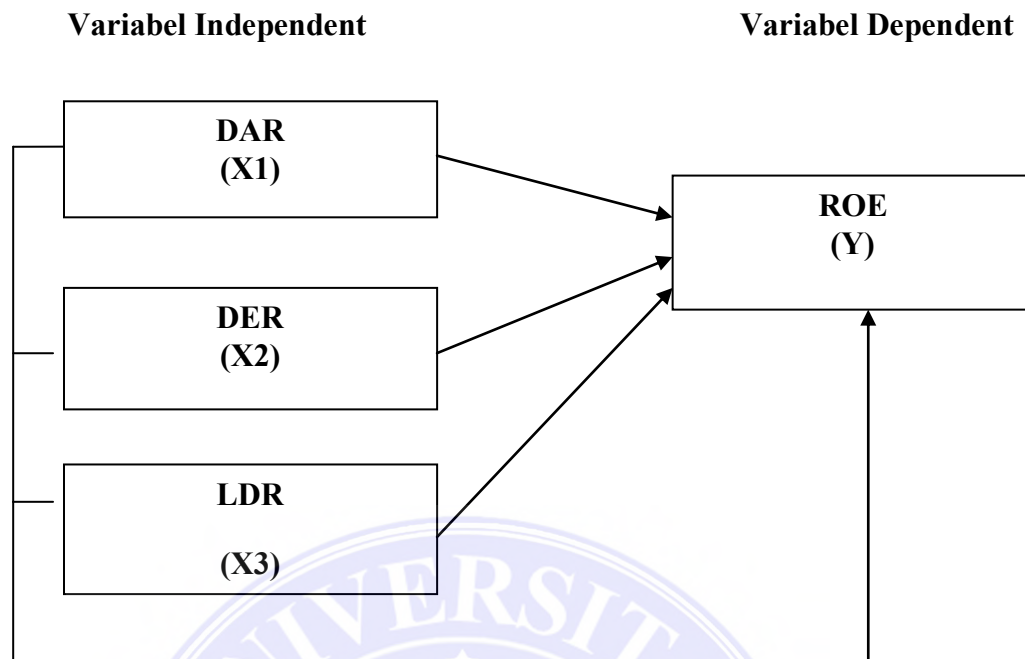 Variabel Independent
Variabel Dependent
DAR
(X1)
ROE
(Y)
DER
(X2)
LDR
(X3)